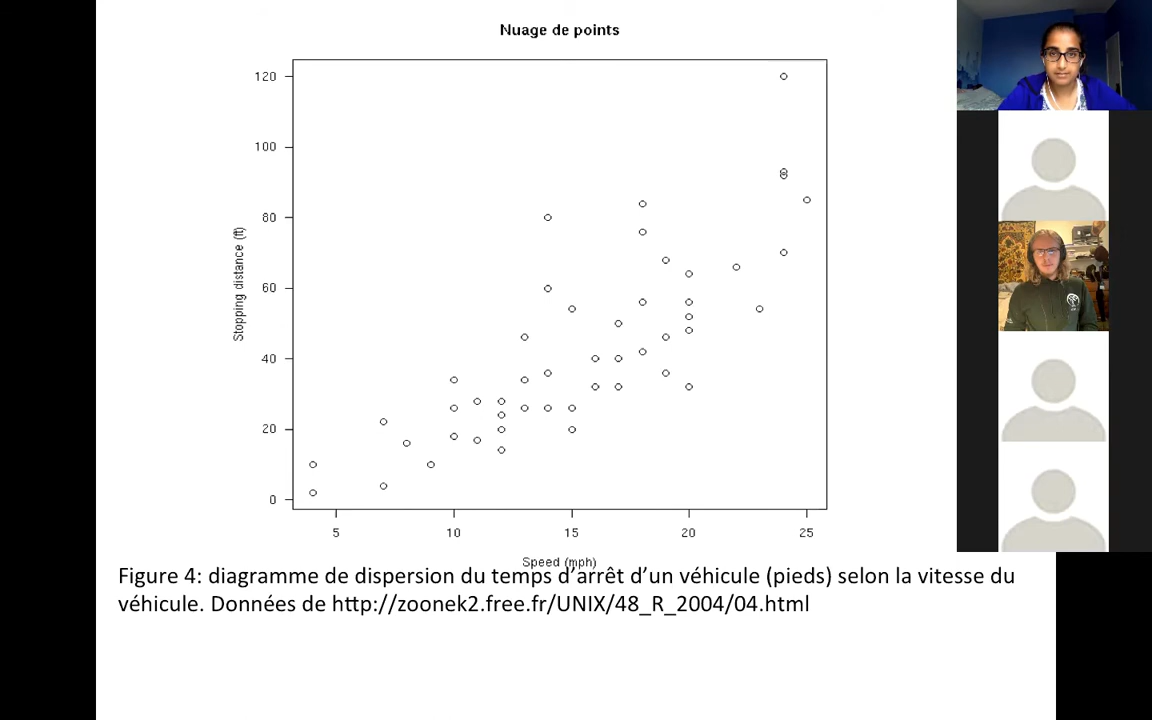 Nuage de points
120
100
80
60
40
20
0
Stopping distance (ft)
5 10 15 20 25
Speed (mph)
Figure 4: diagramme de dispersion du temps d'arrêt d'un véhicule (pieds) selon la vitesse du
véhicule. Données de http://zoonek2.free.fr/UNIX/48_R_2004/04.html